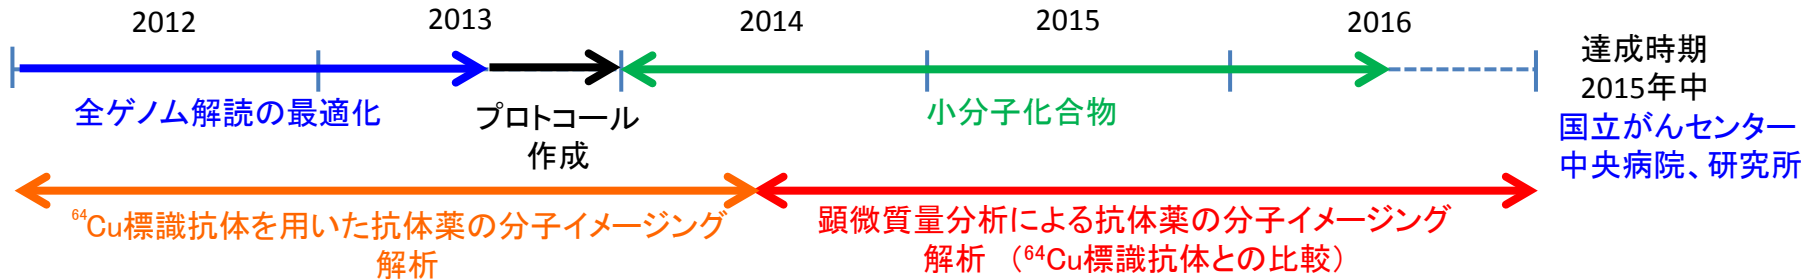 2012 2013 2014 2015 2016
達成時期
2015年中
国立がんセンター
中央病院、研究所
全ゲノム解読の最適化
プロトコール
作成
小分子化合物
⁶⁴Cu標識抗体を用いた抗体薬の分子イメージング
解析
顕微質量分析による抗体薬の分子イメージング
解析 （⁶⁴Cu標識抗体との比較）